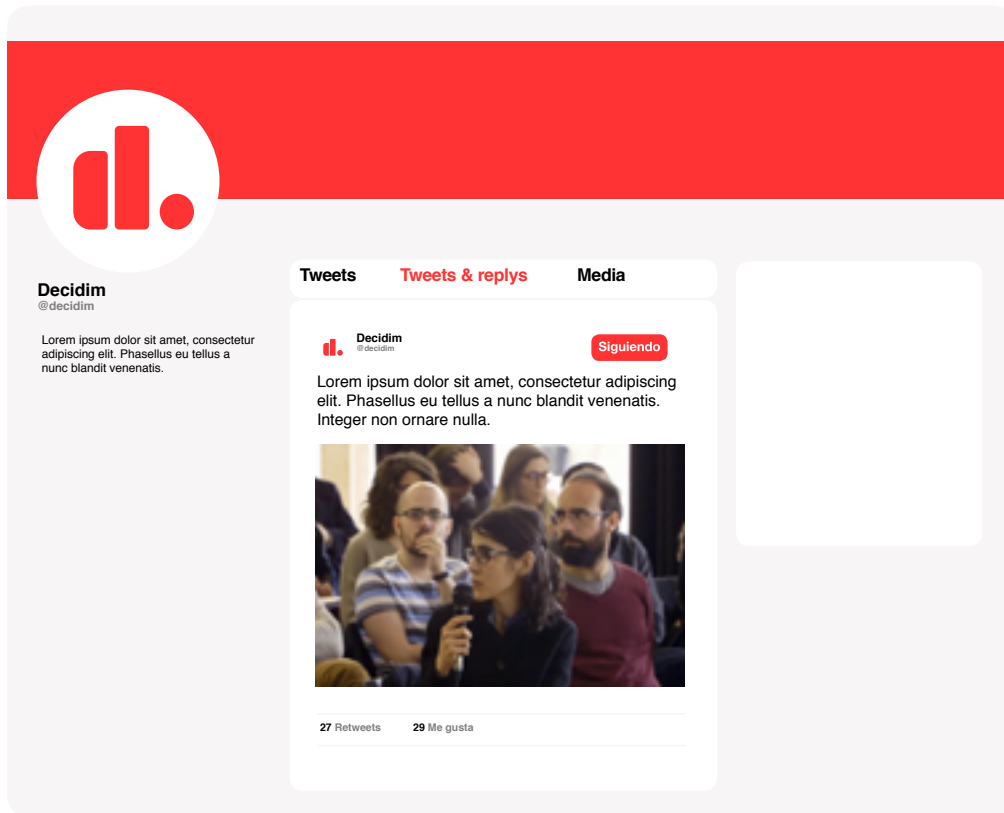 Decidim
@decidim
Lorem ipsum dolor sit amet, consectetur
adipiscing elit. Phasellus eu tellus a
nunc blandit venenatis.
Tweets Tweets & replys Media
Decidim
@decidim
Siguiendo
Lorem ipsum dolor sit amet, consectetur adipiscing
elit. Phasellus eu tellus a nunc blandit venenatis.
Integer non ornare nulla.
27 Retweets 29 Me gusta